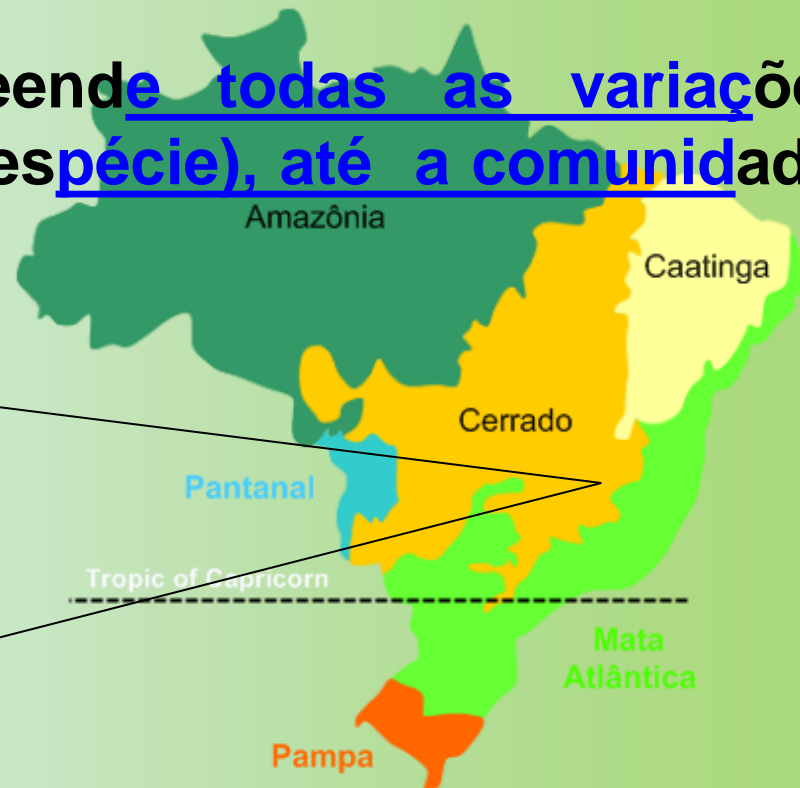 eende todas as variaçõe
espécie), até a comunidad
Amazônia
Caatinga
Cerrado
Pantanal
Tropic of Capricorn
Mata
Atlântica
Pampa